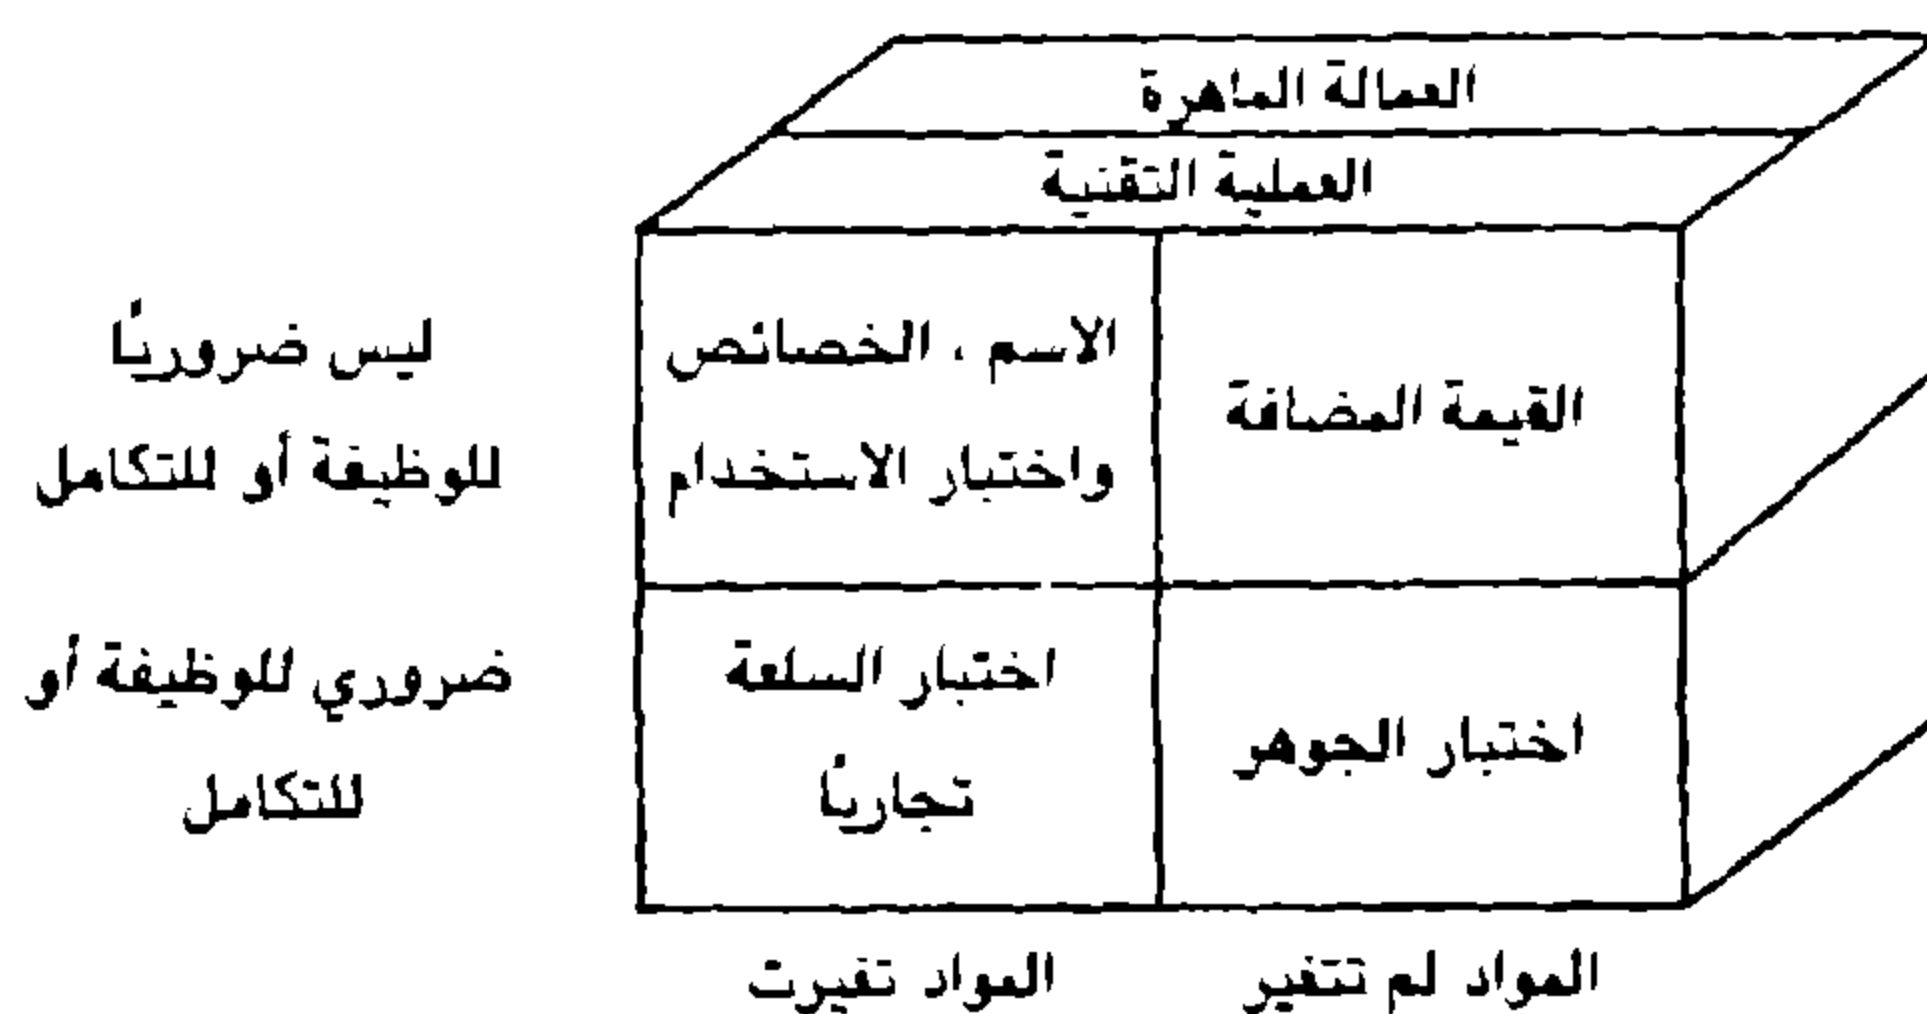 العمالة الماهرة
العملية التقنية
القيمة المضافة
الاسم ، الخصائص
واختبار الاستخدام
ليس ضروريًا
للوظيفة أو للتكامل
اختبار الجوهر
اختبار السلعة
تجاريًا
ضروري للوظيفة أو
للتكامل
المواد لم تتغير
المواد تغيرت